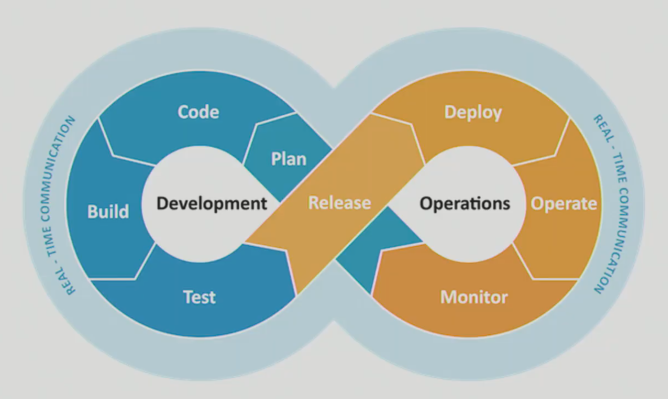 Code
Deploy
Plan
Development
Release
Operations
Operate
Build
Test
Monitor
REAL - TIME COMMUNICATION
REAL - TIME COMMUNICATION